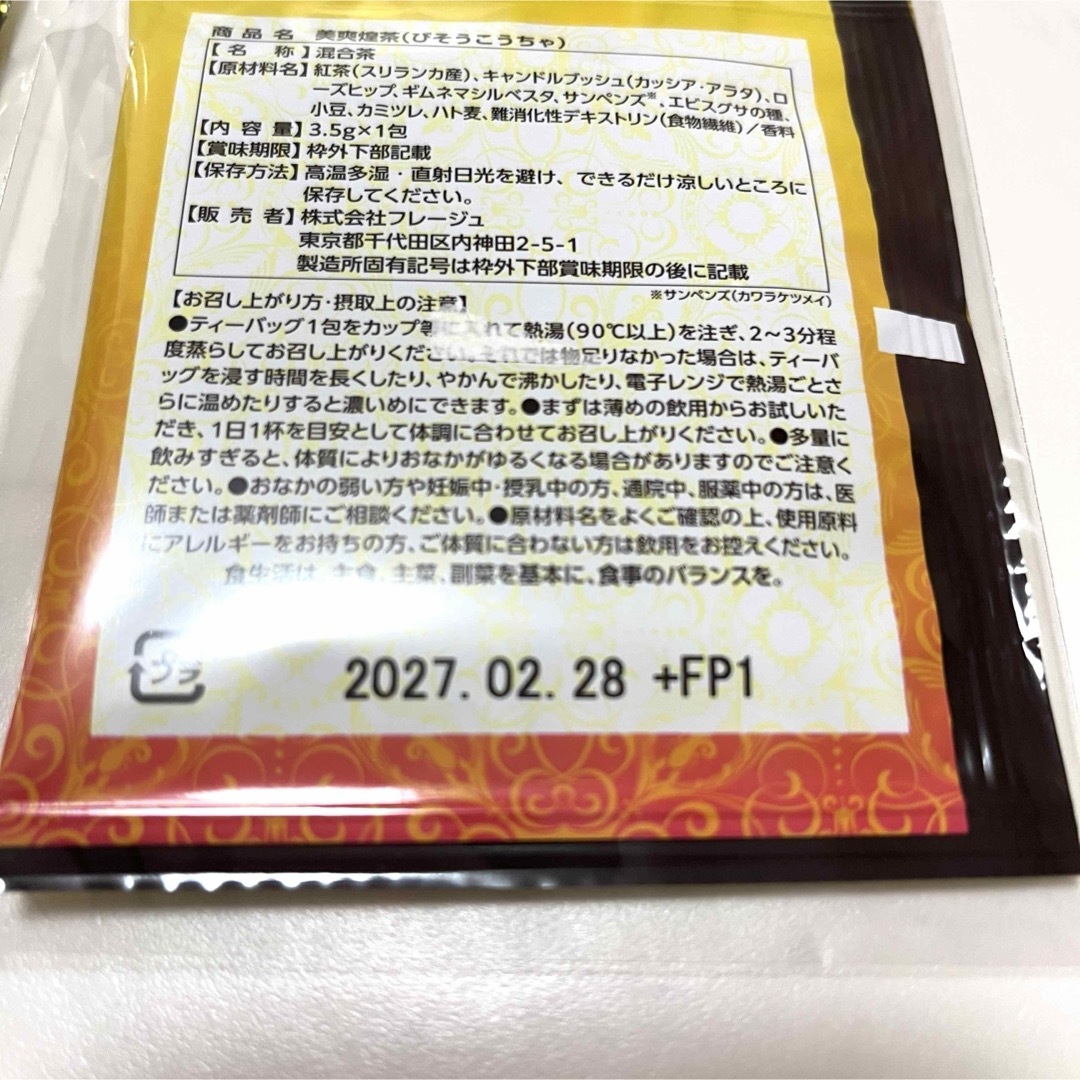 商品名 美爽煌茶(びそうこうちゃ)
【名称】混合茶
【原材料名】紅茶(スリランカ産)、キャンドルブッシュ(カッシア・アラタ)、ロ
ーズヒップ、ギムネマシルベスタ、サンペンズ※、エビスグサの種、
小豆、カミツレ、ハト麦、難消化性デキストリン(食物繊維)/香料
【内容量】3.5g×1包
【賞味期限】枠外下部記載
【保存方法】高温多湿・直射日光を避け、できるだけ涼しいところに
保存してください。
【販売者】株式会社フレージュ
東京都千代田区内神田2-5-1
製造所固有記号は枠外下部賞味期限の後に記載
※サンペンズ(カワラケツメイ)
【お召し上がり方・摂取上の注意】
●ティーバッグ1包をカップ等に入れて熱湯(90℃以上)を注ぎ、2〜3分程
度蒸らしてお召し上がりください。それでは物足りなかった場合は、ティーバ
ッグを浸す時間を長くしたり、やかんで沸かしたり、電子レンジで熱湯ごとさ
らに温めたりすると濃いめにできます。●まずは薄めの飲用からお試しいた
だき、1日1杯を目安として体調に合わせてお召し上がりください。●多量に
飲みすぎると、体質によりおなかがゆるくなる場合がありますのでご注意く
ださい。●おなかの弱い方や妊娠中・授乳中の方、通院中、服薬中の方は、医
師または薬剤師にご相談ください。●原材料名をよくご確認の上、使用原料
にアレルギーをお持ちの方、ご体質に合わない方は飲用をお控えください。
食生活は、主食、主菜、副菜を基本に、食事のバランスを。
プラ
2027.02.28 +FP1